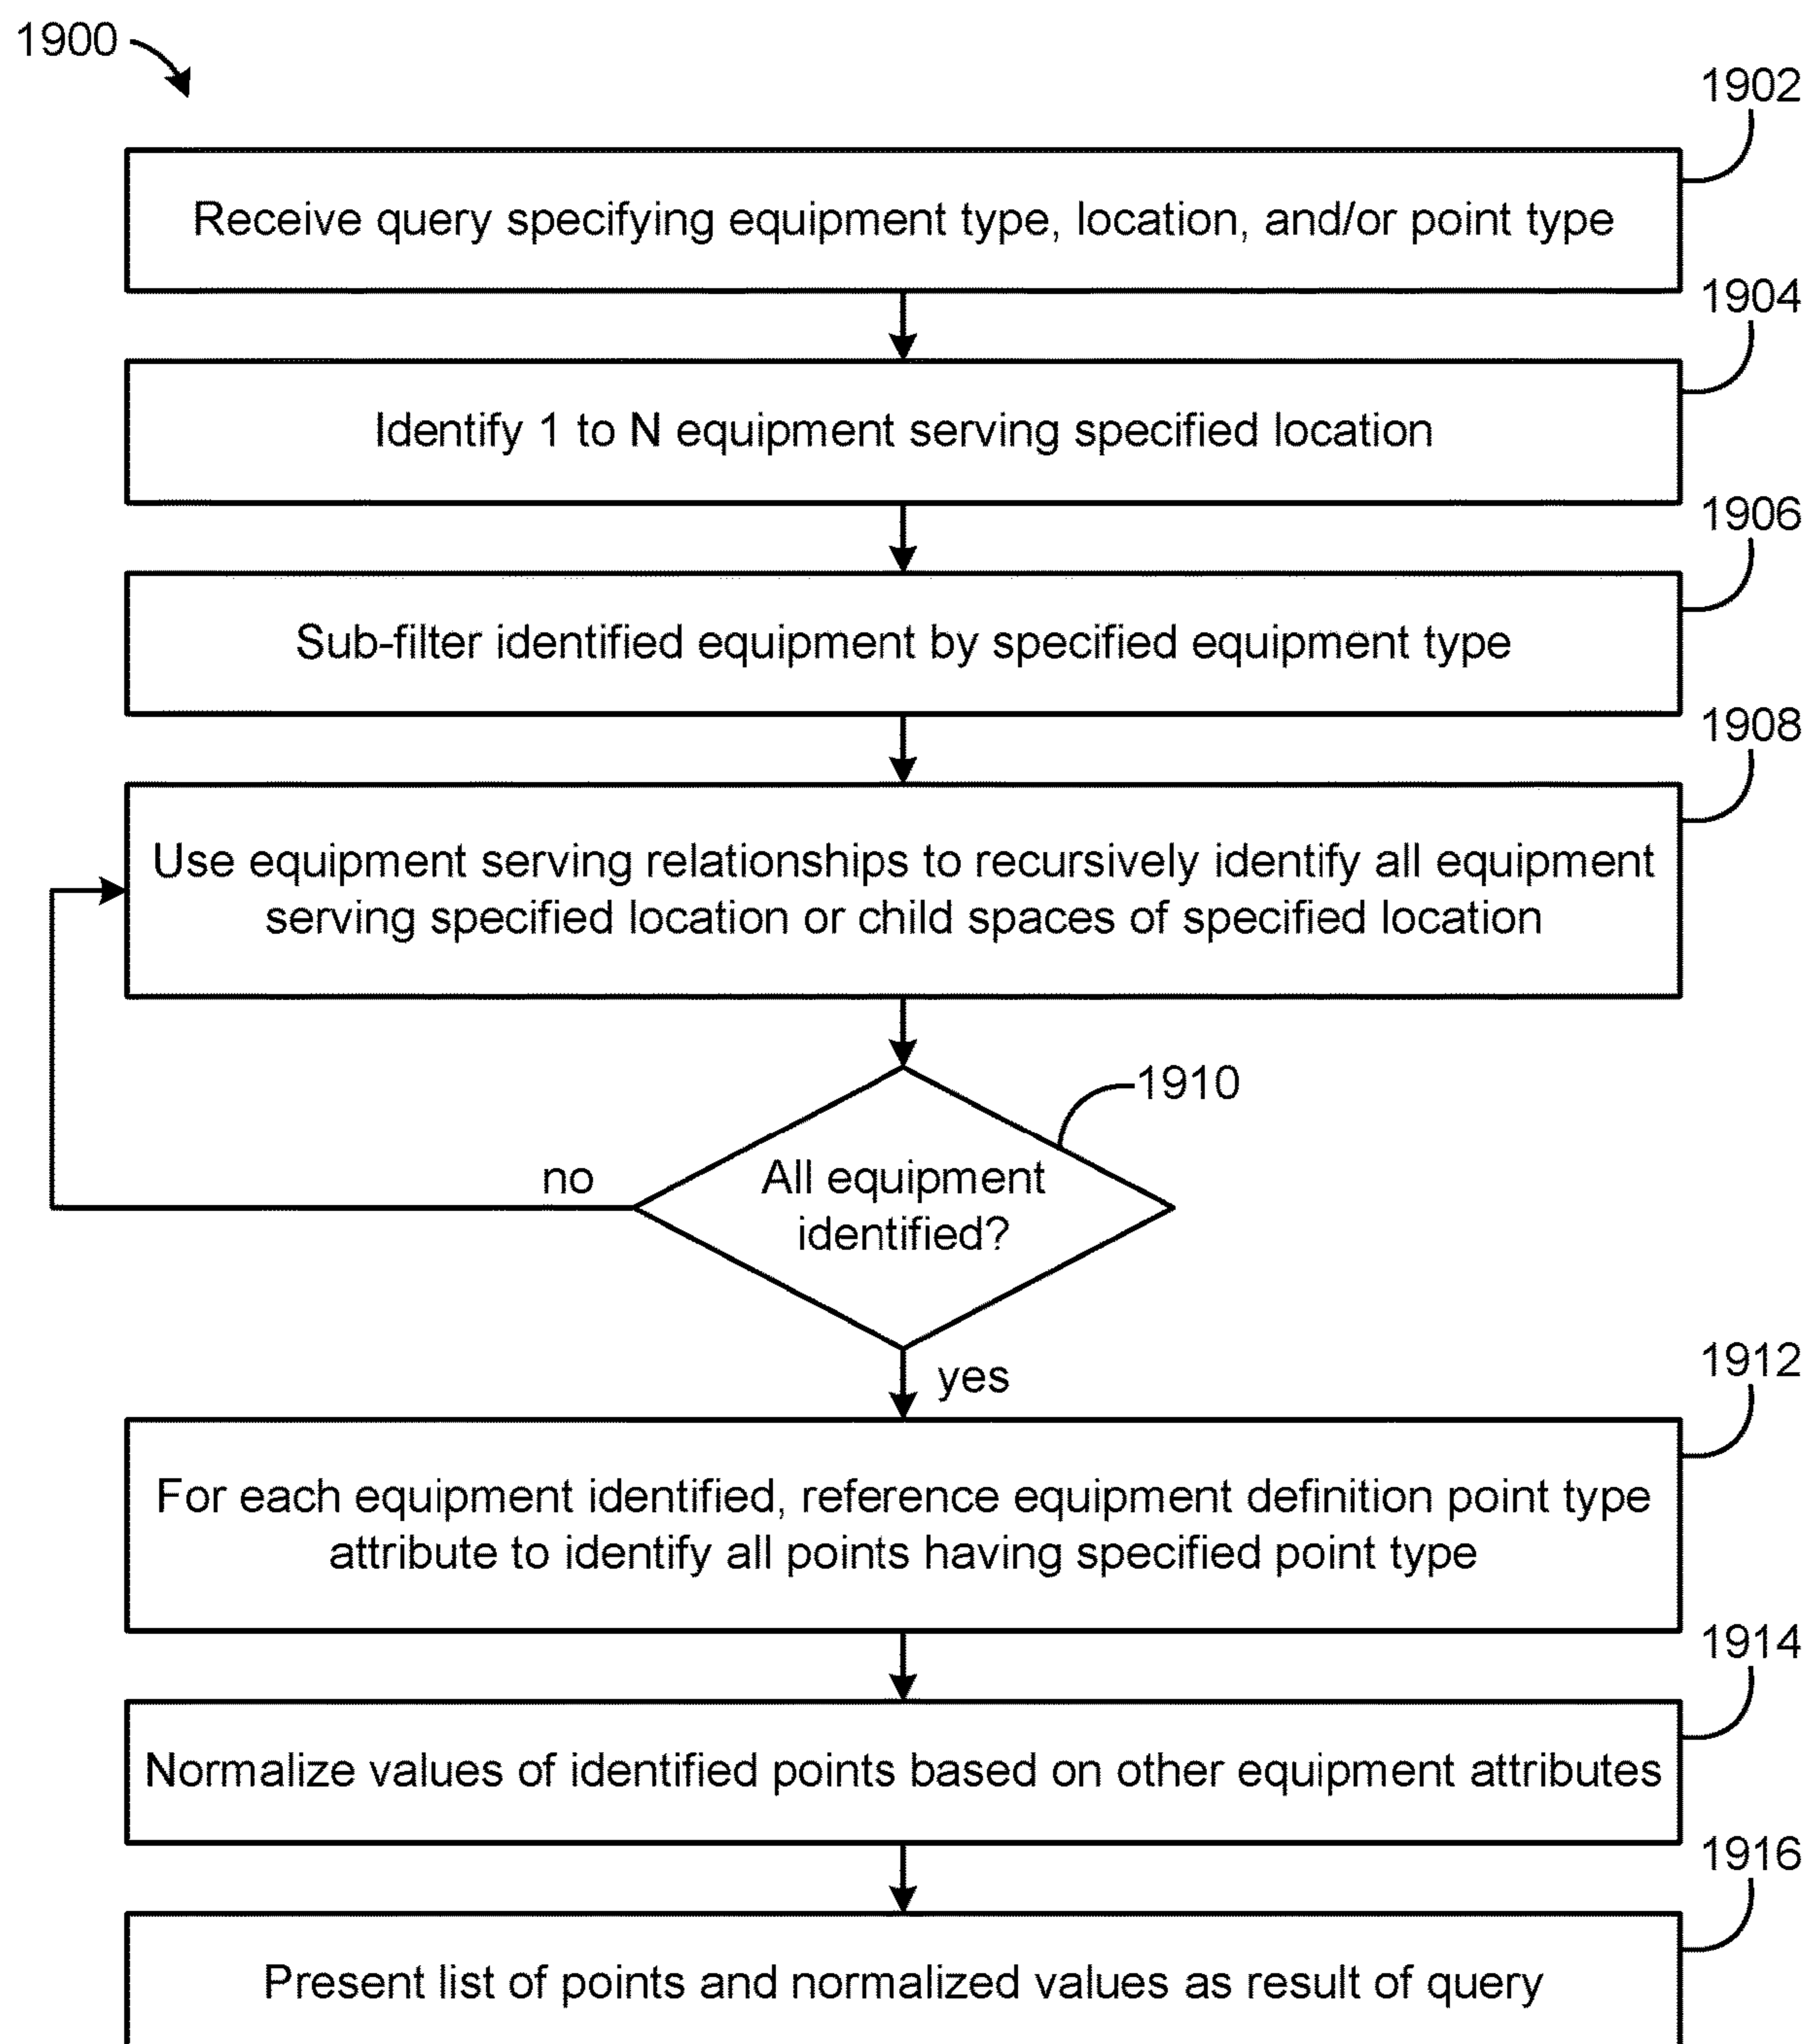 1900
1902
Receive query specifying equipment type, location, and/or point type
1904
Identify 1 to N equipment serving specified location
1906
Sub-filter identified equipment by specified equipment type
1908
Use equipment serving relationships to recursively identify all equipment
serving specified location or child spaces of specified location
1910
All equipment
identified?
no
yes
1912
For each equipment identified, reference equipment definition point type
attribute to identify all points having specified point type
1914
Normalize values of identified points based on other equipment attributes
1916
Present list of points and normalized values as result of query